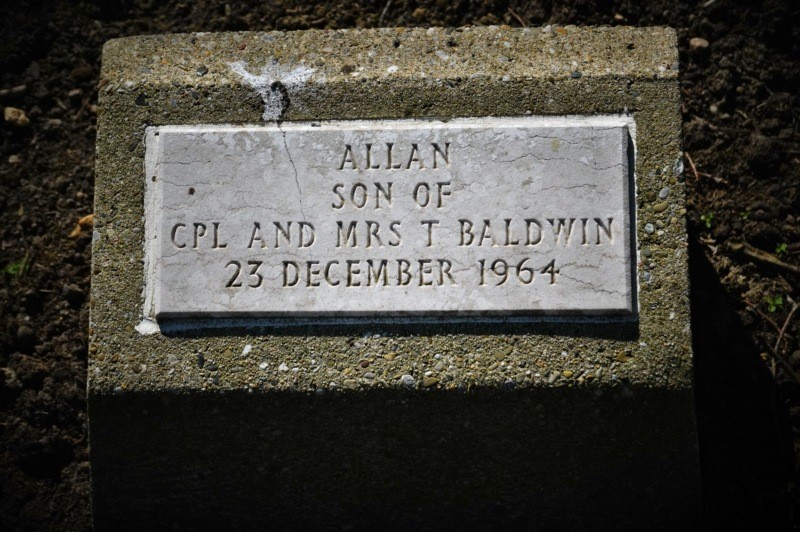 ALLAN
SON OF
CPL AND MRS T BALDWIN
23 DECEMBER 1964